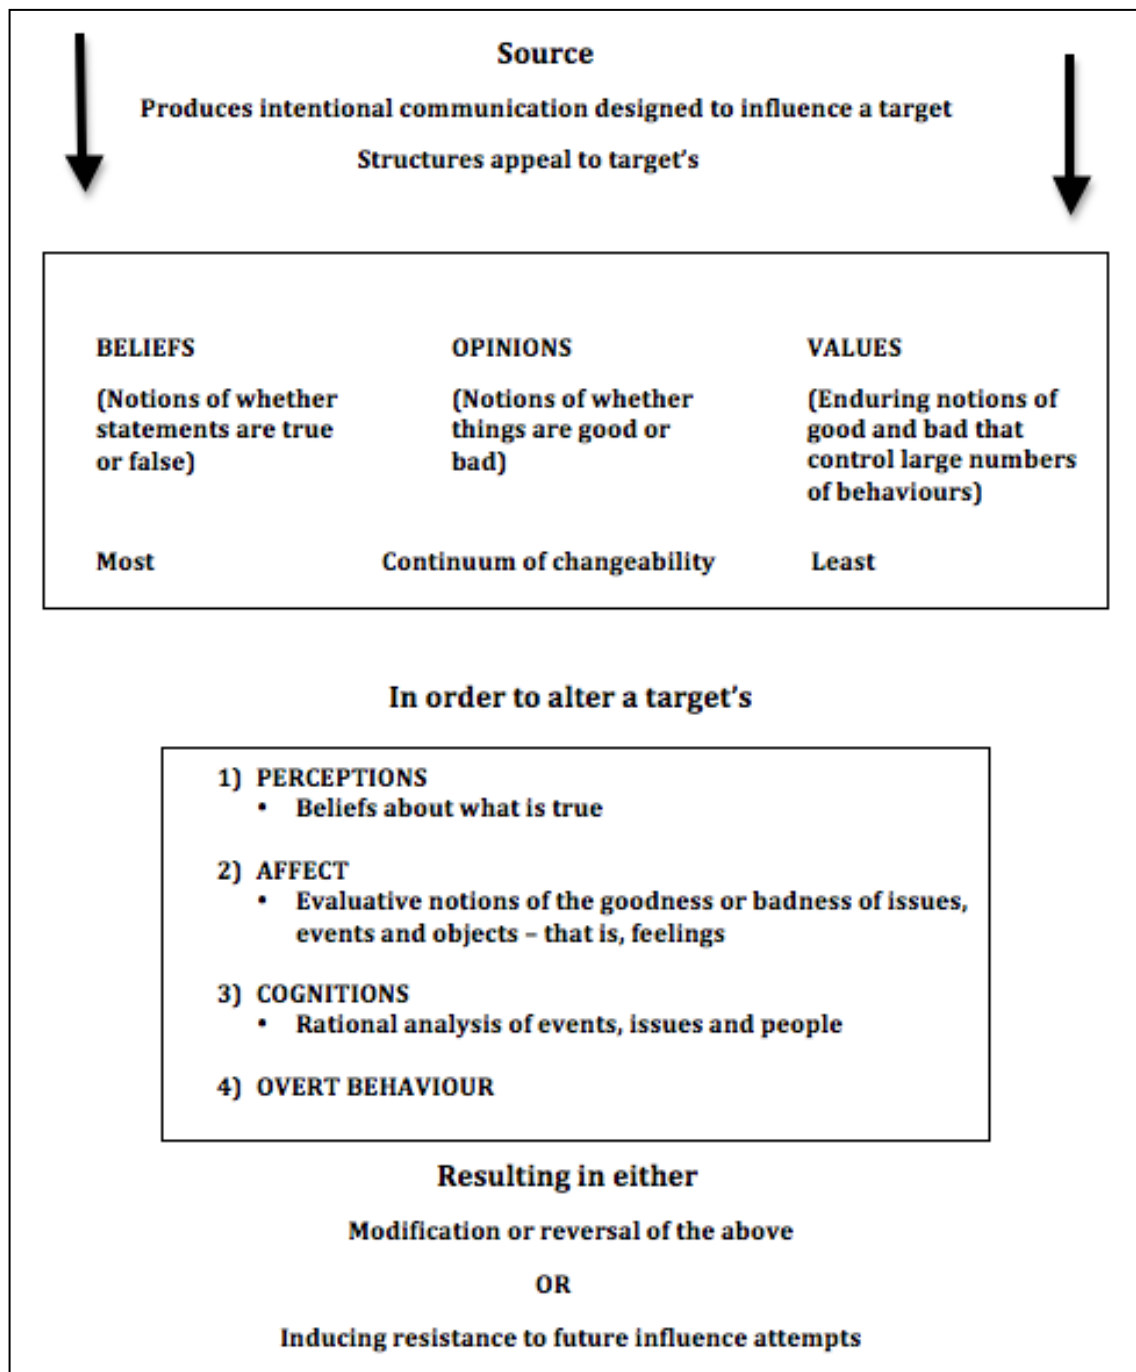 Source
Produces intentional communication designed to influence a target
Structures appeal to target's
BELIEFS OPINIONS VALUES
(Notions of whether (Notions of whether (Enduring notions of
statements are true things are good or good and bad that
or false) bad) control large numbers
of behaviours)
Most Continuum of changeability Least
In order to alter a target's
1) PERCEPTIONS
• Beliefs about what is true
2) AFFECT
• Evaluative notions of the goodness or badness of issues,
events and objects – that is, feelings
3) COGNITIONS
• Rational analysis of events, issues and people
4) OVERT BEHAVIOUR
Resulting in either
Modification or reversal of the above
OR
Inducing resistance to future influence attempts